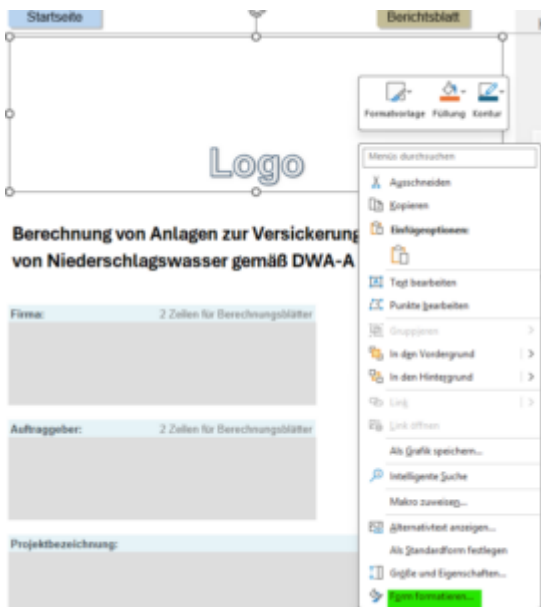 Startseite
Berichtsblatt
Formatvorlage Füllung Kontur
Logo
Menüs durchsuchen
Ausschneiden
Kopieren
Einfügeoptionen:
Text bearbeiten
Punkte bearbeiten
Gruppieren
In den Vordergrund
In den Hintergrund
Link
Link öffnen
Als Grafik speichern...
Intelligente Suche
Makro zuweisen...
Alternativtext anzeigen...
Als Standardform festlegen
Größe und Eigenschaften...
Form formatieren...
Berechnung von Anlagen zur Versickerung
von Niederschlagswasser gemäß DWA-A
Firma: 2 Zeilen für Berechnungsblätter
Auftraggeber: 2 Zeilen für Berechnungsblätter
Projektbezeichnung: